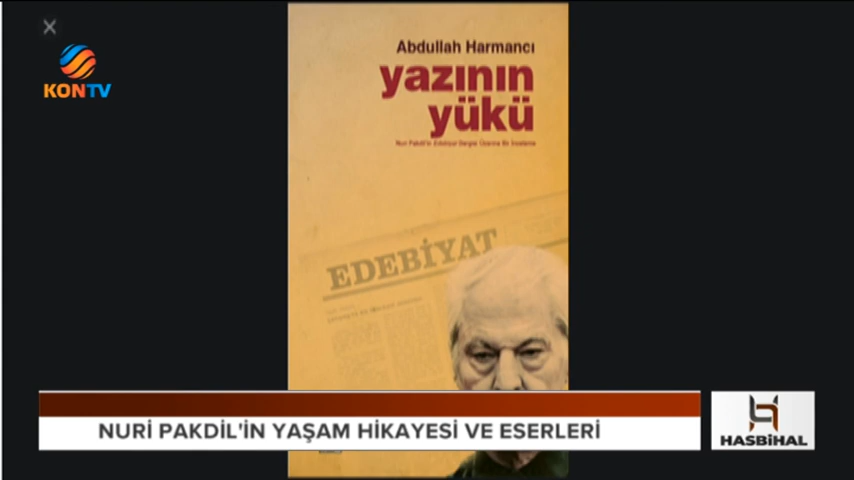 KONTV
Abdullah Harmancı
yazının
yükü
Nuri Pakdil'in Edebiyat Dergisi Üzerine Bir İnceleme
EDEBİYAT
NURİ PAKDİL'İN YAŞAM HİKAYESİ VE ESERLERİ
HASBİHAL